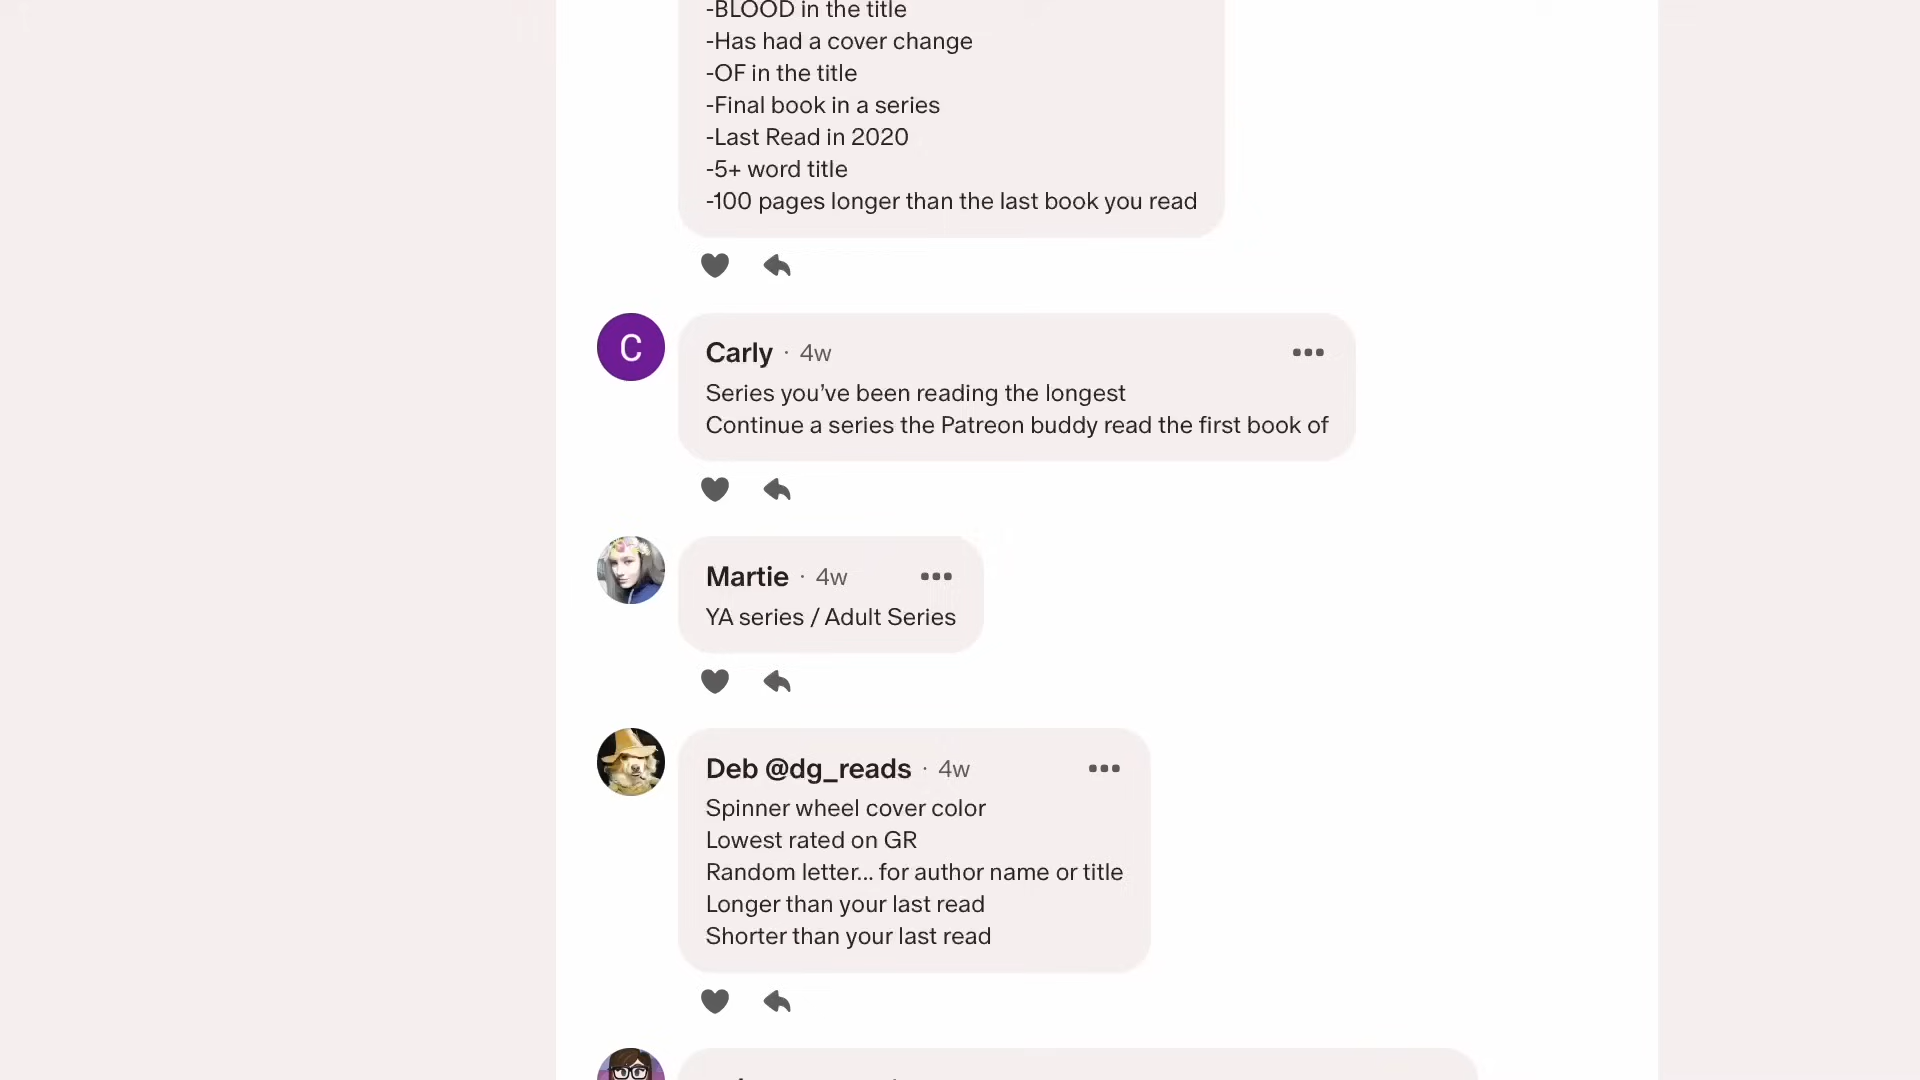 -BLOOD in the title
-Has had a cover change
-OF in the title
-Final book in a series
-Last Read in 2020
-5+ word title
-100 pages longer than the last book you read
C
Carly · 4w
Series you’ve been reading the longest
Continue a series the Patreon buddy read the first book of
Martie · 4w
YA series / Adult Series
Deb @dg_reads · 4w
Spinner wheel cover color
Lowest rated on GR
Random letter... for author name or title
Longer than your last read
Shorter than your last read